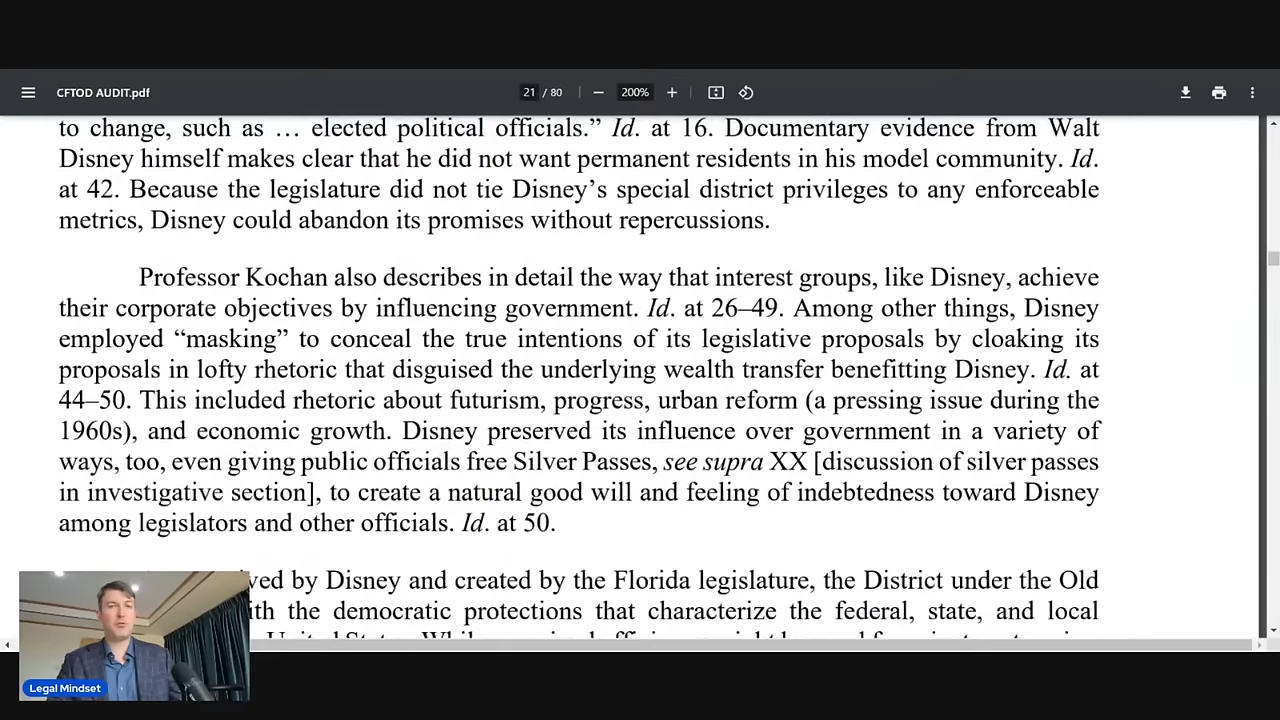 CFTOD AUDIT.pdf
21 / 80
200%
to change, such as … elected political officials.” Id. at 16. Documentary evidence from Walt
Disney himself makes clear that he did not want permanent residents in his model community. Id.
at 42. Because the legislature did not tie Disney’s special district privileges to any enforceable
metrics, Disney could abandon its promises without repercussions.
Professor Kochan also describes in detail the way that interest groups, like Disney, achieve
their corporate objectives by influencing government. Id. at 26–49. Among other things, Disney
employed “masking” to conceal the true intentions of its legislative proposals by cloaking its
proposals in lofty rhetoric that disguised the underlying wealth transfer benefitting Disney. Id. at
44–50. This included rhetoric about futurism, progress, urban reform (a pressing issue during the
1960s), and economic growth. Disney preserved its influence over government in a variety of
ways, too, even giving public officials free Silver Passes, see supra XX [discussion of silver passes
in investigative section], to create a natural good will and feeling of indebtedness toward Disney
among legislators and other officials. Id. at 50.
by Disney and created by the Florida legislature, the District under the Old
the democratic protections that characterize the federal, state, and local
Legal Mindset